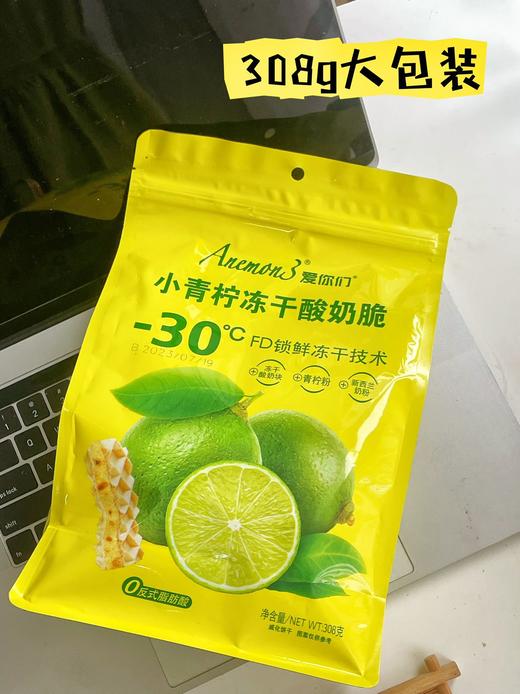 308g大包装
Anemon3 爱你们®
小青柠冻干酸奶脆
-30℃ FD锁鲜冻干技术
B 2023/07/19
冻干酸奶块 +青柠粉 +新西兰奶粉
0反式脂肪酸
净含量/NET WT:308克
威化饼干 图案仅供参考
caps lock
shift